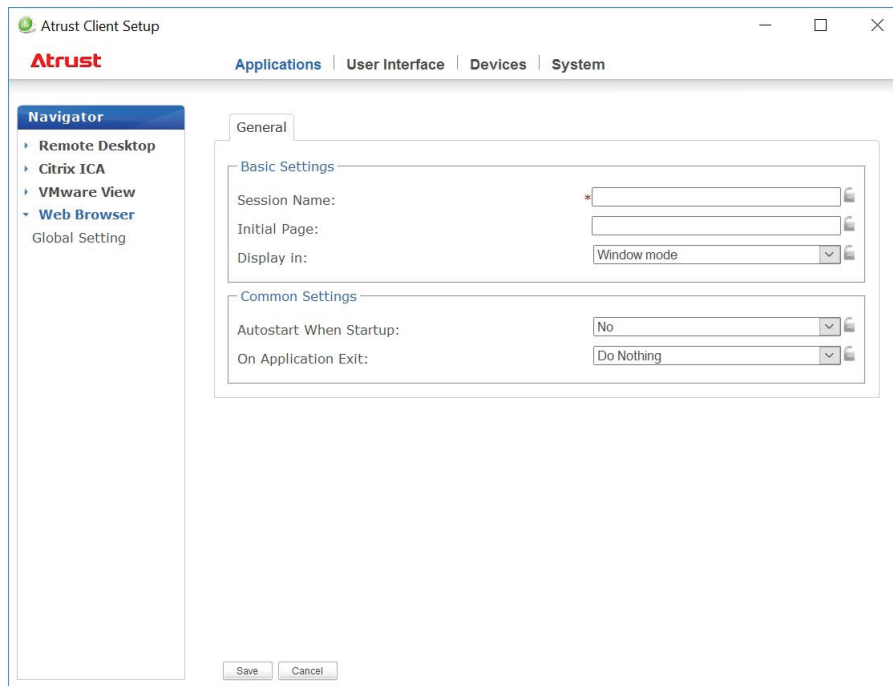 Atrust Client Setup
Atrust
Applications | User Interface | Devices | System
Navigator
Remote Desktop
Citrix ICA
VMware View
Web Browser
Global Setting
General
Basic Settings
Session Name: *
Initial Page:
Display in: Window mode
Common Settings
Autostart When Startup: No
On Application Exit: Do Nothing
Save Cancel